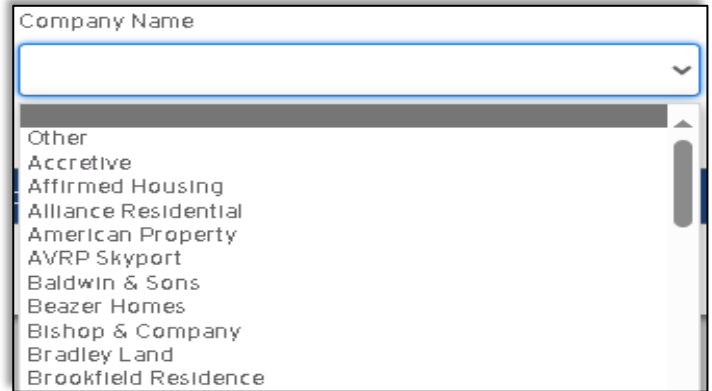 Company Name
Other
Accretive
Affirmed Housing
Alliance Residential
American Property
AVRP Skyport
Baldwin & Sons
Beazer Homes
Bishop & Company
Bradley Land
Brookfield Residence